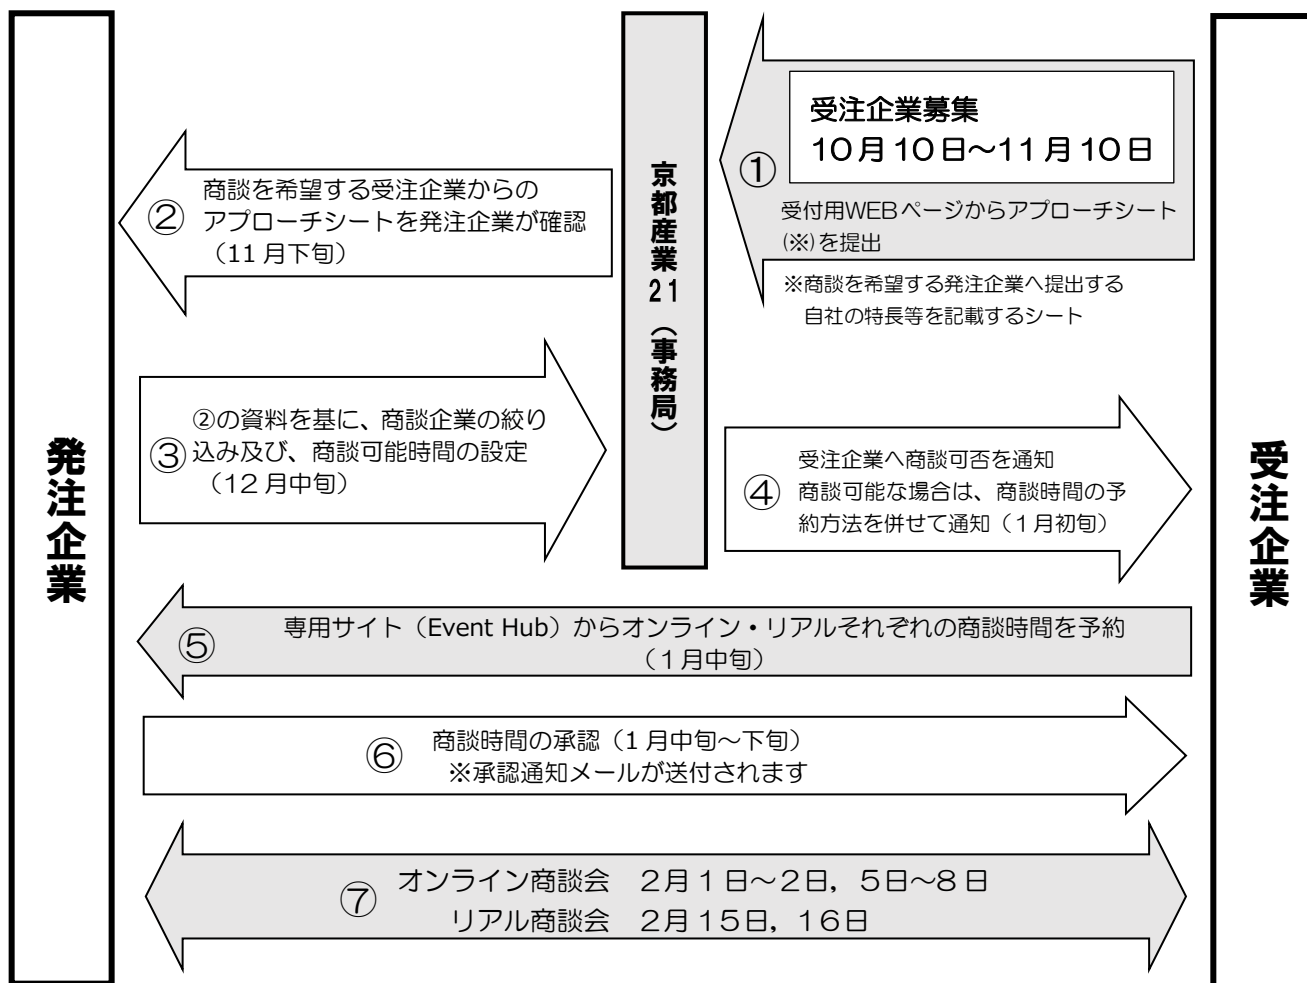 発注企業
京都産業21（事務局）
受注企業
①
受注企業募集
10月10日～11月10日
受付用WEBページからアプローチシート
(※)を提出
※商談を希望する発注企業へ提出する
自社の特長等を記載するシート
②
商談を希望する受注企業からの
アプローチシートを発注企業が確認
（11月下旬）
③
②の資料を基に、商談企業の絞り
込み及び、商談可能時間の設定
（12月中旬）
④
受注企業へ商談可否を通知
商談可能な場合は、商談時間の予
約方法を併せて通知（1月初旬）
⑤
専用サイト（Event Hub）からオンライン・リアルそれぞれの商談時間を予約
（1月中旬）
⑥
商談時間の承認（1月中旬～下旬）
※承認通知メールが送付されます
⑦
オンライン商談会　2月1日～2日，5日～8日
リアル商談会　2月15日，16日